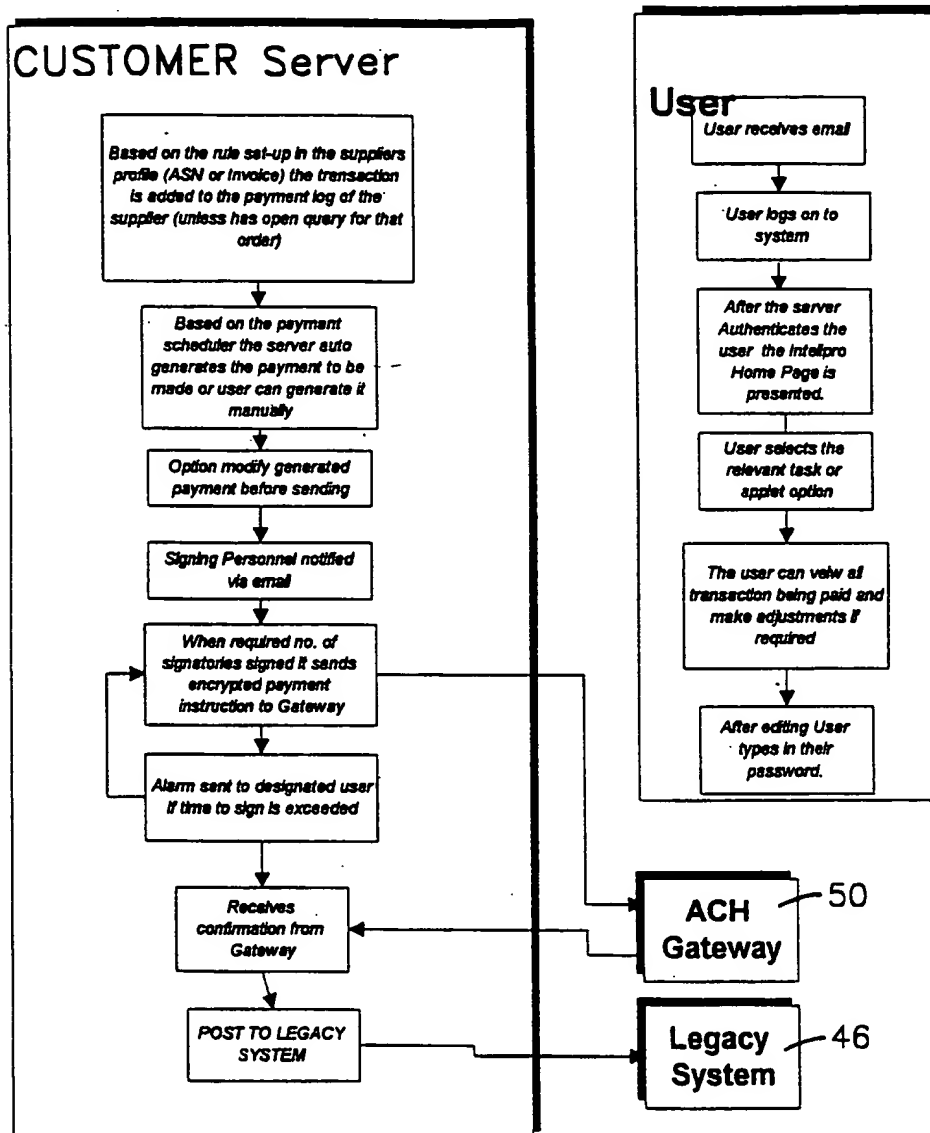 CUSTOMER Server
Based on the rule set-up in the suppliers
profile (ASN or Invoice) the transaction
is added to the payment log of the
supplier (unless has open query for that
order)
Based on the payment
scheduler the server auto
generates the payment to be
made or user can generate it
manually
Option modify generated
payment before sending
Signing Personnel notified
via email
When required no. of
signatories signed it sends
encrypted payment
instruction to Gateway
Alarm sent to designated user
if time to sign is exceeded
Receives
confirmation from
Gateway
POST TO LEGACY
SYSTEM
User
User receives email
User logs on to
system
After the server
Authenticates the
user the Intellpro
Home Page is
presented.
User selects the
relevant task or
applet option
The user can veiw all
transaction being paid and
make adjustments if
required
After editing User
types in their
password.
ACH
Gateway
50
Legacy
System
46